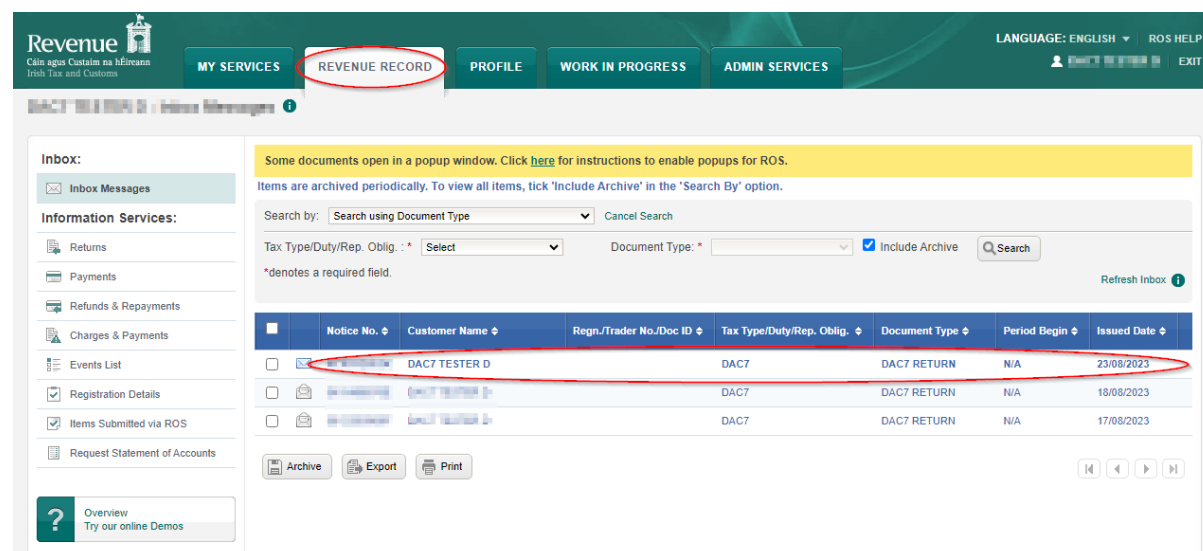 Revenue
Cáin agus Custaim na hÉireann
Irish Tax and Customs
MY SERVICES
REVENUE RECORD
PROFILE
WORK IN PROGRESS
ADMIN SERVICES
LANGUAGE: ENGLISH
ROS HELP
EXIT
Inbox:
Inbox Messages
Information Services:
Returns
Payments
Refunds & Repayments
Charges & Payments
Events List
Registration Details
Items Submitted via ROS
Request Statement of Accounts
?
Overview
Try our online Demos
Some documents open in a popup window. Click here for instructions to enable popups for ROS.
Items are archived periodically. To view all items, tick 'Include Archive' in the 'Search By' option.
Search by: Search using Document Type Cancel Search
Tax Type/Duty/Rep. Oblig. : * Select Document Type: * Include Archive Search
*denotes a required field.
Refresh Inbox
Notice No. Customer Name Regn./Trader No./Doc ID Tax Type/Duty/Rep. Oblig. Document Type Period Begin Issued Date
DAC7 TESTER D DAC7 DAC7 RETURN N/A 23/08/2023
DAC7 DAC7 RETURN N/A 18/08/2023
DAC7 DAC7 RETURN N/A 17/08/2023
Archive Export Print